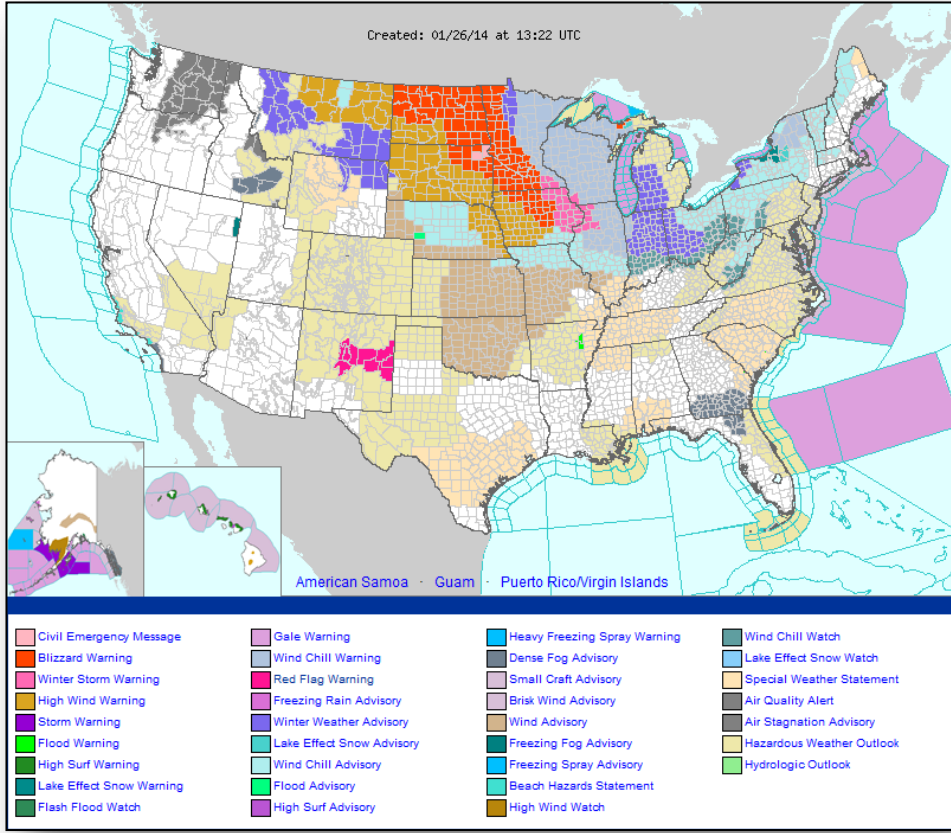 Created: 01/26/14 at 13:22 UTC
American Samoa · Guam · Puerto Rico/Virgin Islands
Civil Emergency Message
Blizzard Warning
Winter Storm Warning
High Wind Warning
Storm Warning
Flood Warning
High Surf Warning
Lake Effect Snow Warning
Flash Flood Watch
Gale Warning
Wind Chill Warning
Red Flag Warning
Freezing Rain Advisory
Winter Weather Advisory
Lake Effect Snow Advisory
Wind Chill Advisory
Flood Advisory
High Surf Advisory
Heavy Freezing Spray Warning
Dense Fog Advisory
Small Craft Advisory
Brisk Wind Advisory
Wind Advisory
Freezing Fog Advisory
Freezing Spray Advisory
Beach Hazards Statement
High Wind Watch
Wind Chill Watch
Lake Effect Snow Watch
Special Weather Statement
Air Quality Alert
Air Stagnation Advisory
Hazardous Weather Outlook
Hydrologic Outlook